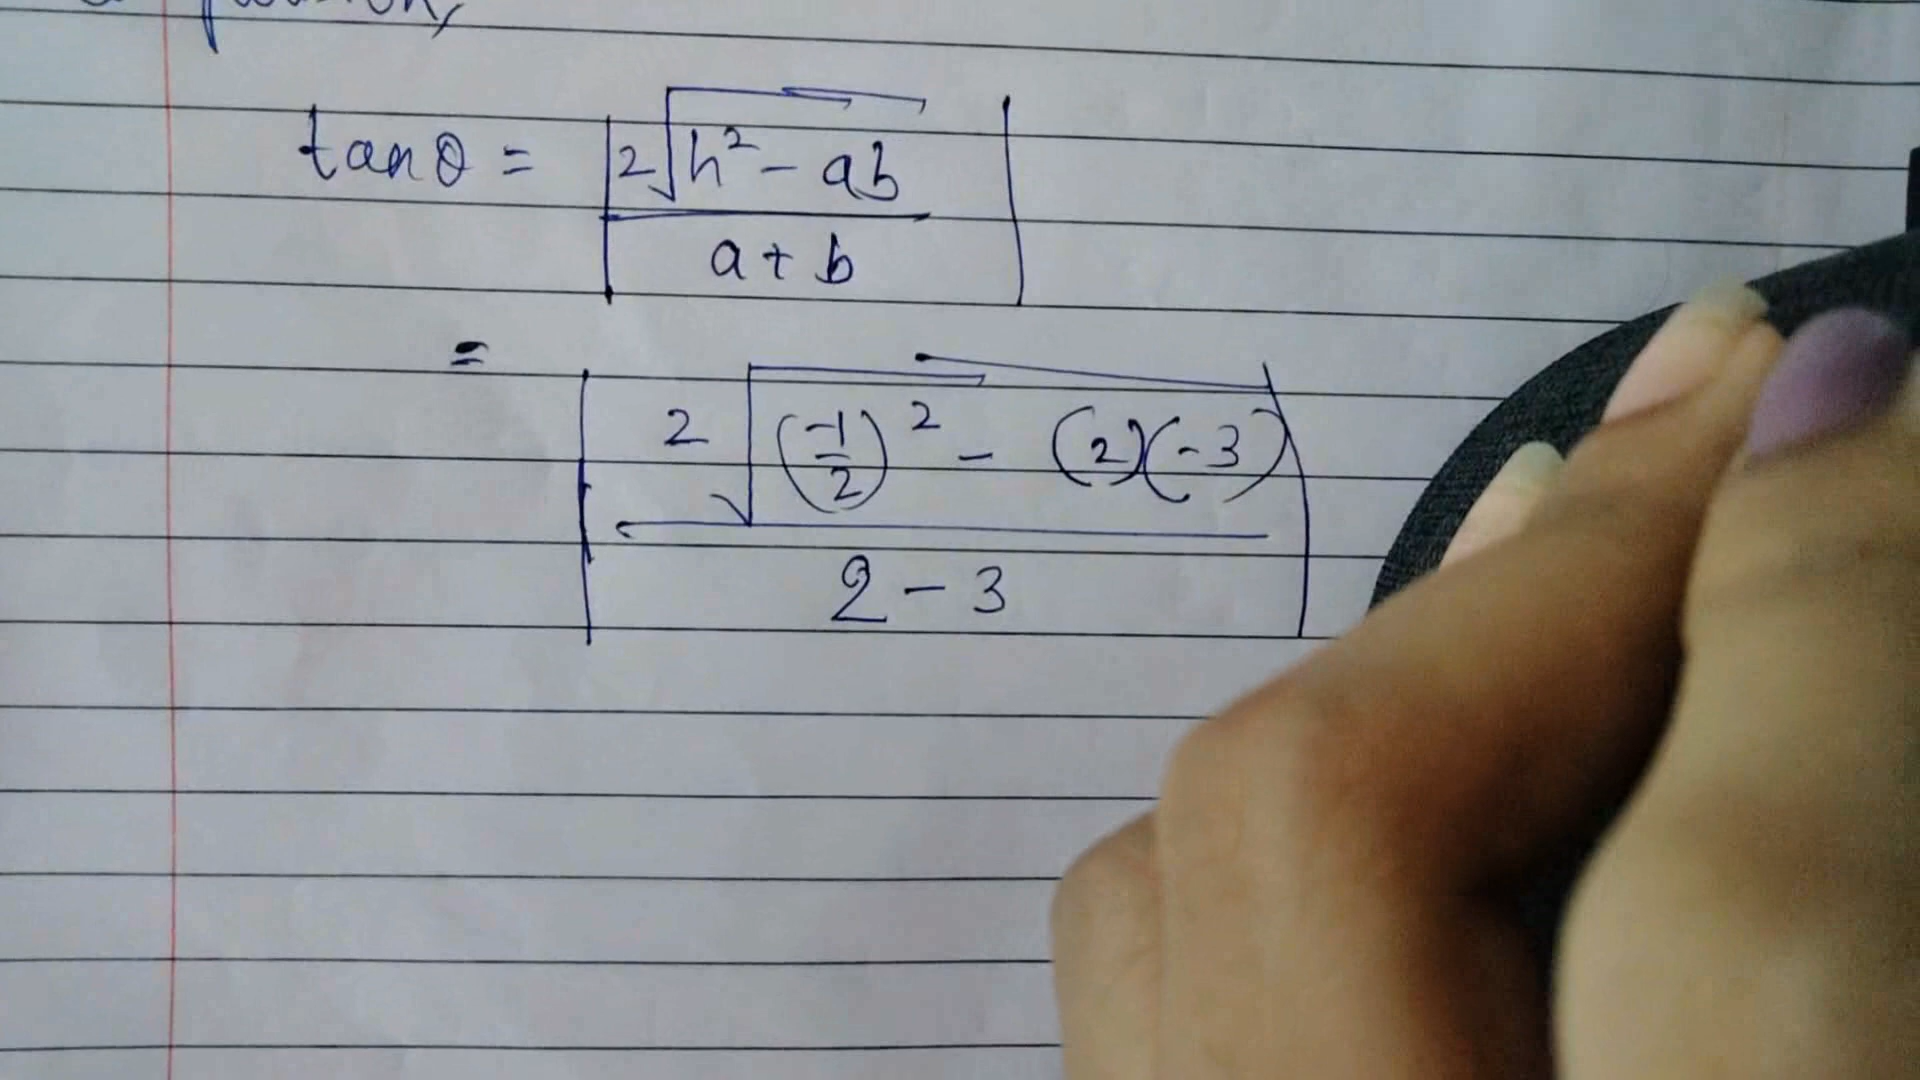 tanθ = |2√(h² - ab) / (a + b)|
= |2√((-1/2)² - (2)(-3)) / (2 - 3)|